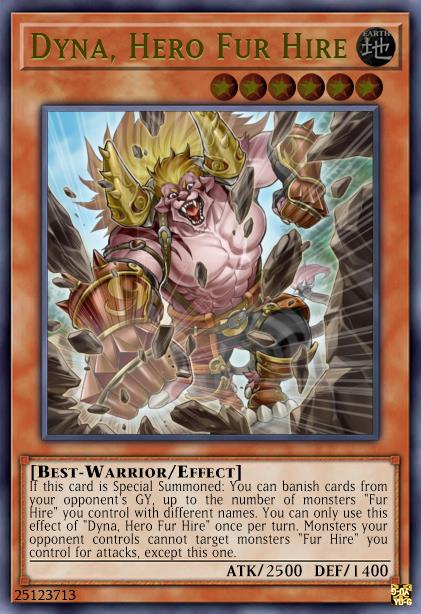 Dyna, Hero Fur Hire
EARTH
地
[Best-Warrior/Effect]
If this card is Special Summoned: You can banish cards from
your opponent's GY, up to the number of monsters "Fur
Hire" you control with different names. You can only use this
effect of "Dyna, Hero Fur Hire" once per turn. Monsters your
opponent controls cannot target monsters "Fur Hire" you
control for attacks, except this one.
ATK/2500 DEF/1400
25123713